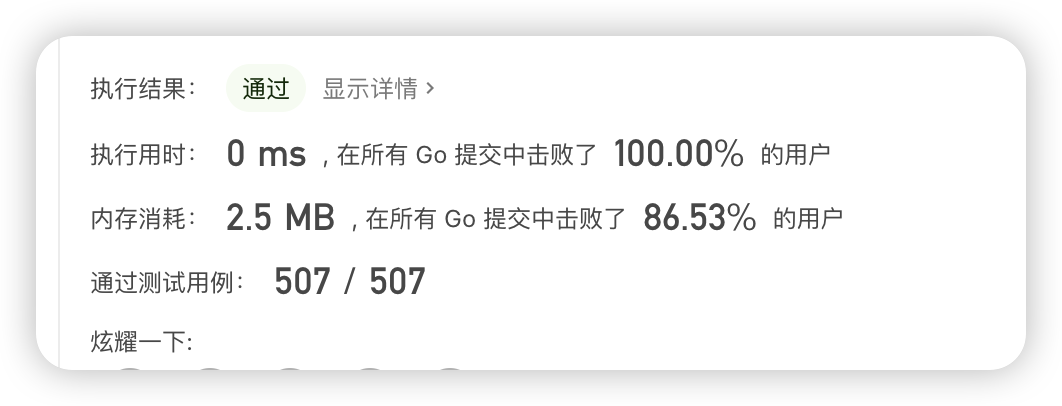 执行结果： 通过 显示详情 >
执行用时： 0 ms , 在所有 Go 提交中击败了 100.00% 的用户
内存消耗： 2.5 MB , 在所有 Go 提交中击败了 86.53% 的用户
通过测试用例： 507 / 507
炫耀一下: